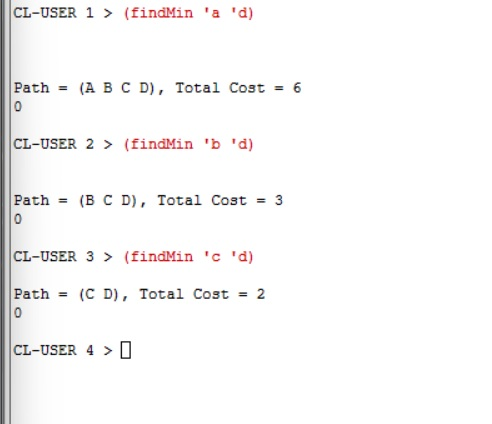 CL-USER 1 > (findMin 'a 'd)
Path = (A B C D), Total Cost = 6
0
CL-USER 2 > (findMin 'b 'd)
Path = (B C D), Total Cost = 3
0
CL-USER 3 > (findMin 'c 'd)
Path = (C D), Total Cost = 2
0
CL-USER 4 >